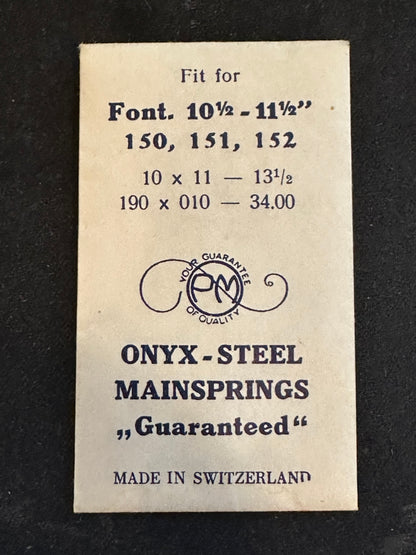 Fit for
Font. 10½ - 11½”
150, 151, 152
10 x 11 — 13¹/₂
190 x 010 — 34.00
YOUR GUARANTEE
PM
OF QUALITY
ONYX-STEEL
MAINSPRINGS
„Guaranteed“
MADE IN SWITZERLAND